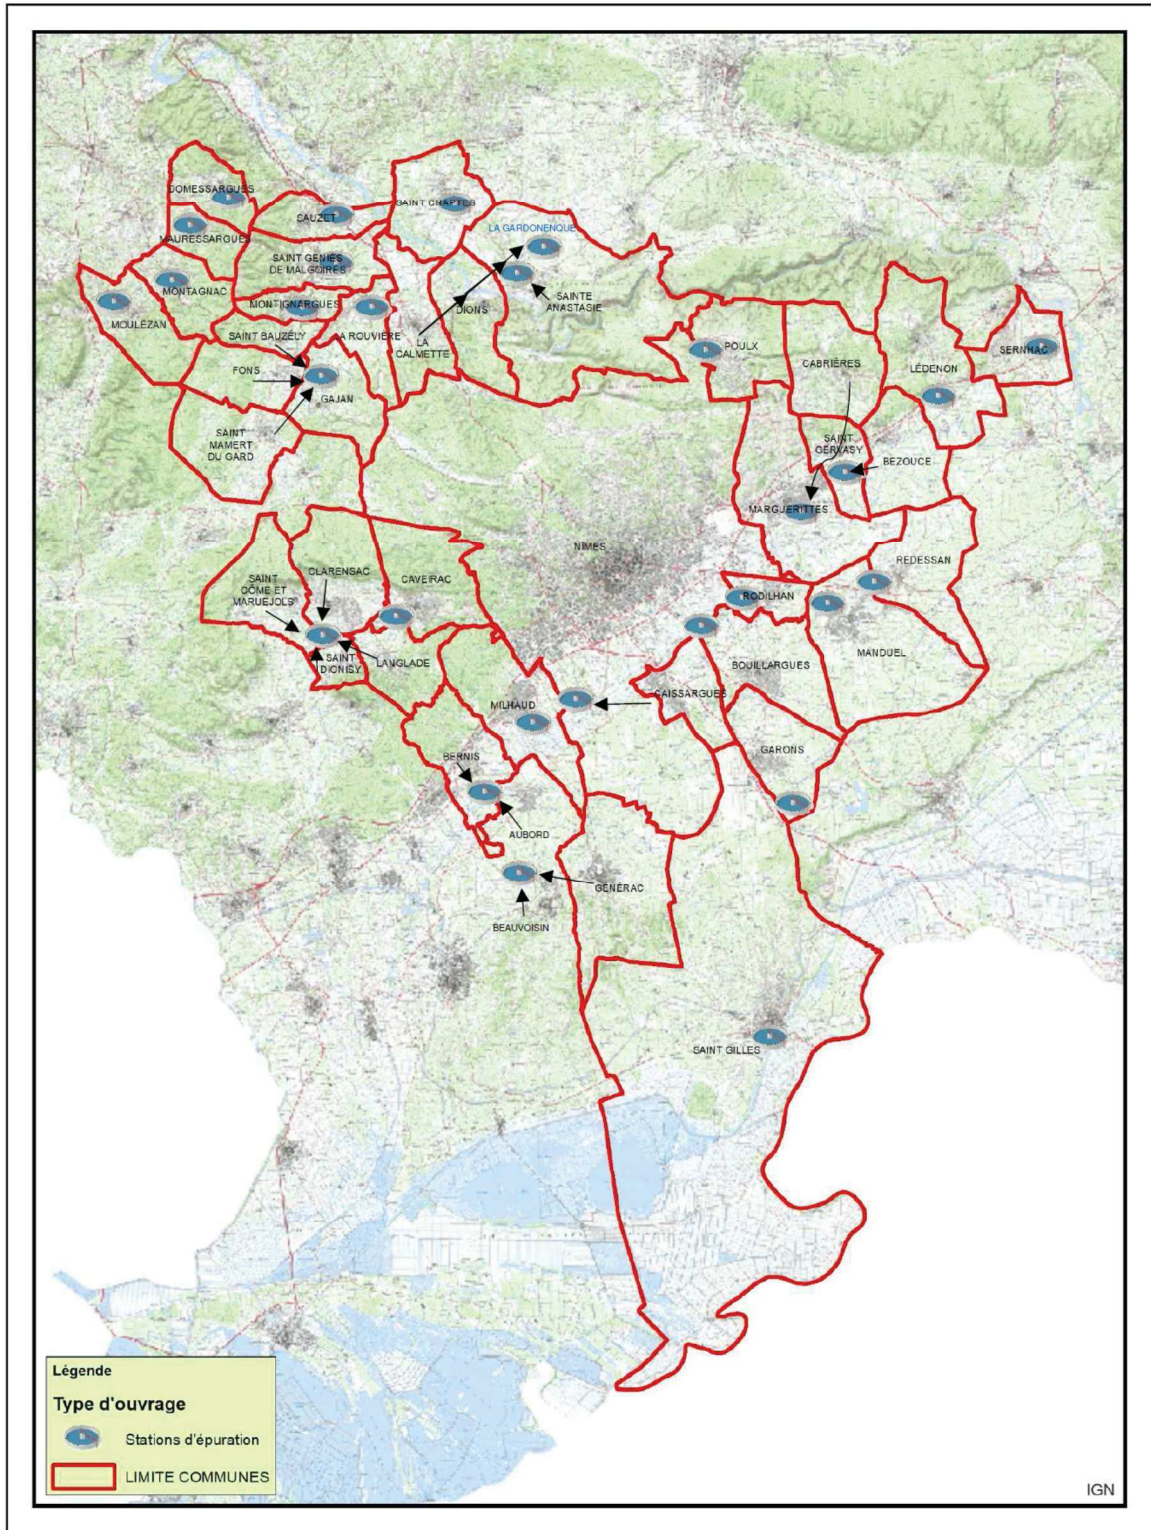 DOMESSARGUES
SAINT CHAPTES
SAUZET
MAURESSARGUES
LA GARDONENQUE
SAINT GENIÈS
DE MALGOIRES
MONTAGNAC
MOULÉZAN
MONTIGNARGUES
SAINTE
ANASTASIE
DIONS
SAINT BAUZÉLY
LA ROUVIÈRE
LA
CALMETTE
POULX
CABRIÈRES
SERNHAC
LÉDENON
FONS
GAJAN
SAINT
MAMERT
DU GARD
SAINT
GERVASY
BEZOUCE
MARGUERITTES
NIMES
REDESSAN
CLARENSAC
CAVEIRAC
SAINT
CÔME ET
MARUEJOLS
RODILHAN
MANDUEL
SAINT
DIONISY
LANGLADE
BOUILLARGUES
CAISSARGUES
MILHAUD
GARONS
BERNIS
AUBORD
GÉNÉRAC
BEAUVOISIN
SAINT GILLES
Légende
Type d'ouvrage
Stations d'épuration
LIMITE COMMUNES
IGN